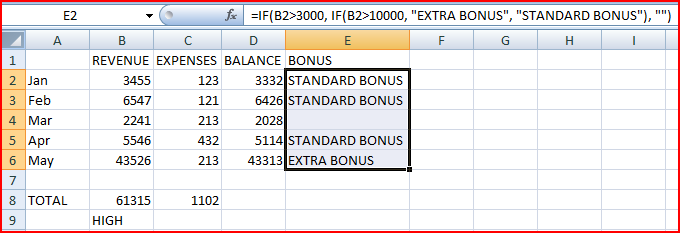 E2 fx =IF(B2>3000, IF(B2>10000, "EXTRA BONUS", "STANDARD BONUS"), "")
A B C D E F G H I
1 REVENUE EXPENSES BALANCE BONUS
2 Jan 3455 123 3332 STANDARD BONUS
3 Feb 6547 121 6426 STANDARD BONUS
4 Mar 2241 213 2028
5 Apr 5546 432 5114 STANDARD BONUS
6 May 43526 213 43313 EXTRA BONUS
7
8 TOTAL 61315 1102
9 HIGH